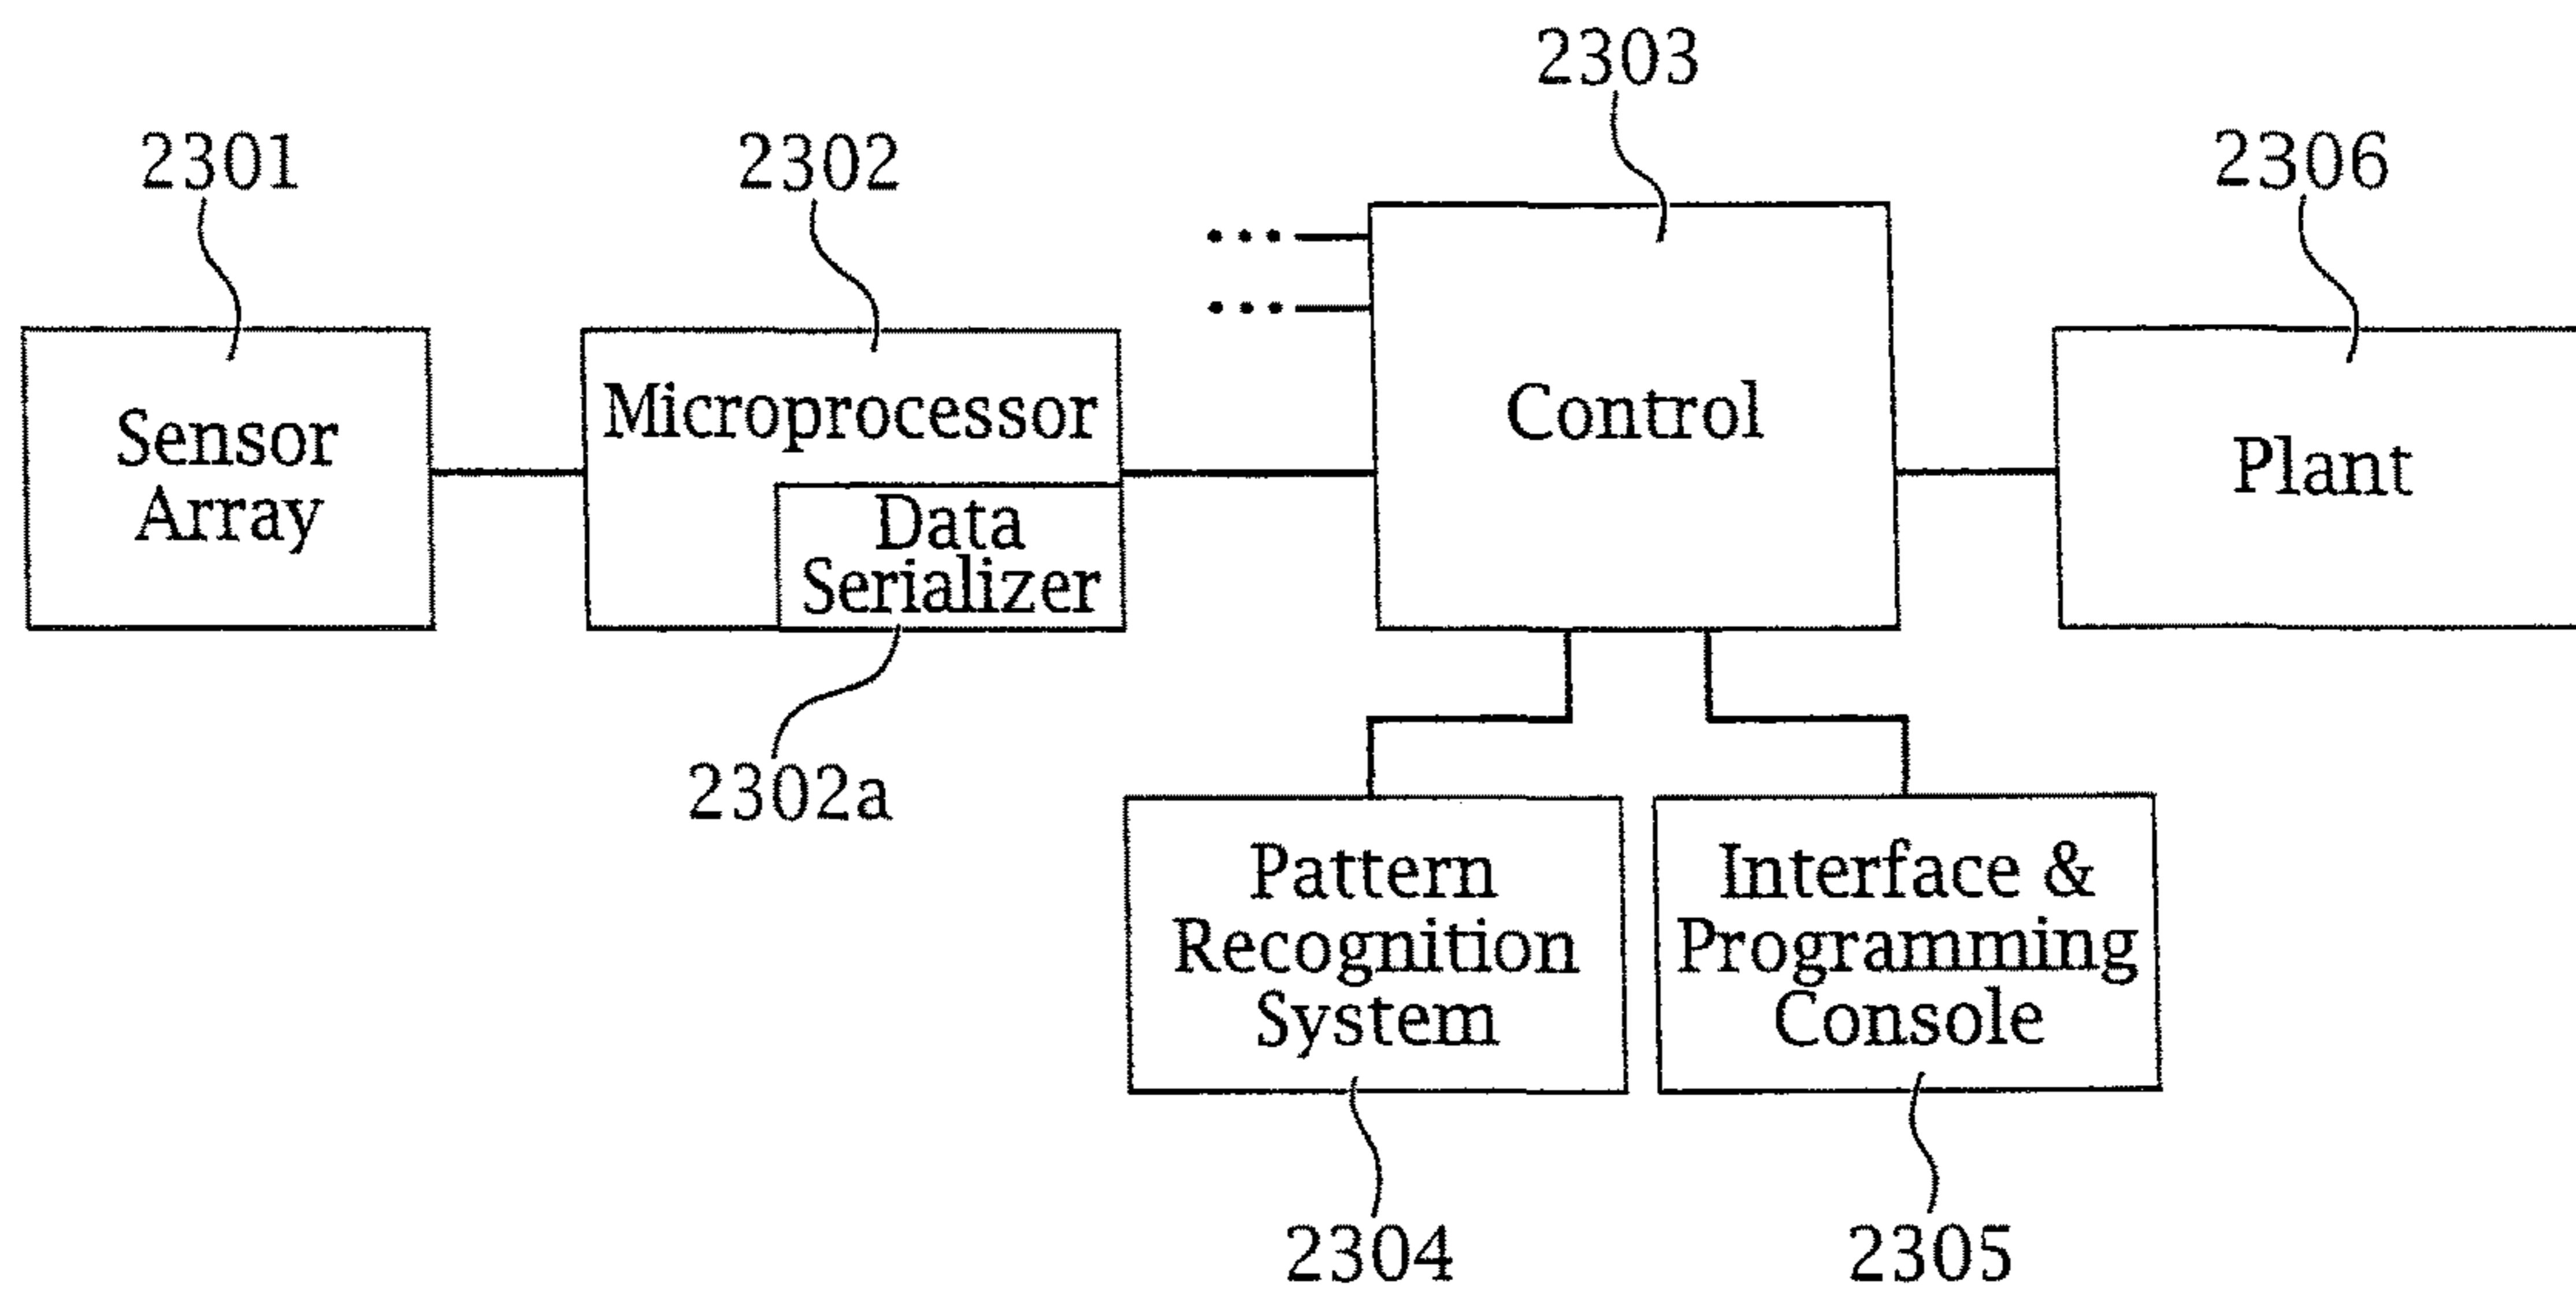 2303
2301
2302
2306
Sensor
Array
Microprocessor
Data
Serializer
Control
Plant
2302a
Pattern
Recognition
System
Interface &
Programming
Console
2304
2305